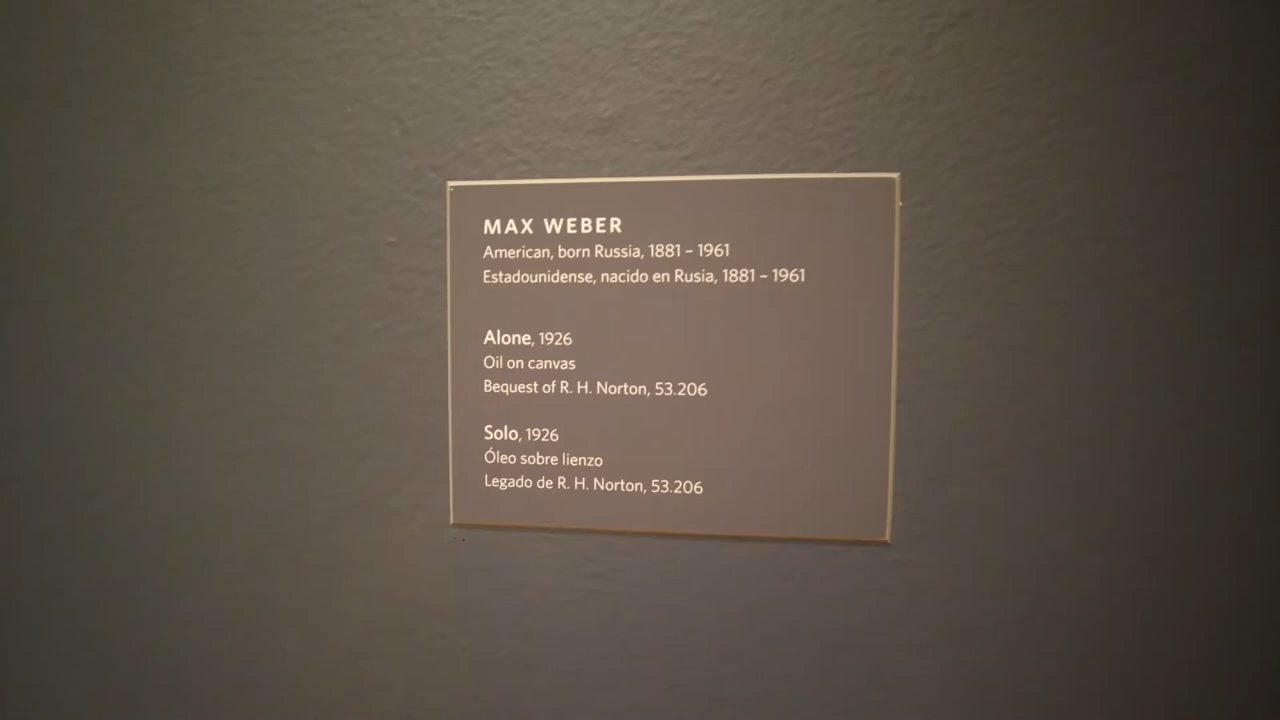 MAX WEBER
American, born Russia, 1881 – 1961
Estadounidense, nacido en Rusia, 1881 – 1961
Alone, 1926
Oil on canvas
Bequest of R. H. Norton, 53.206
Solo, 1926
Óleo sobre lienzo
Legado de R. H. Norton, 53.206